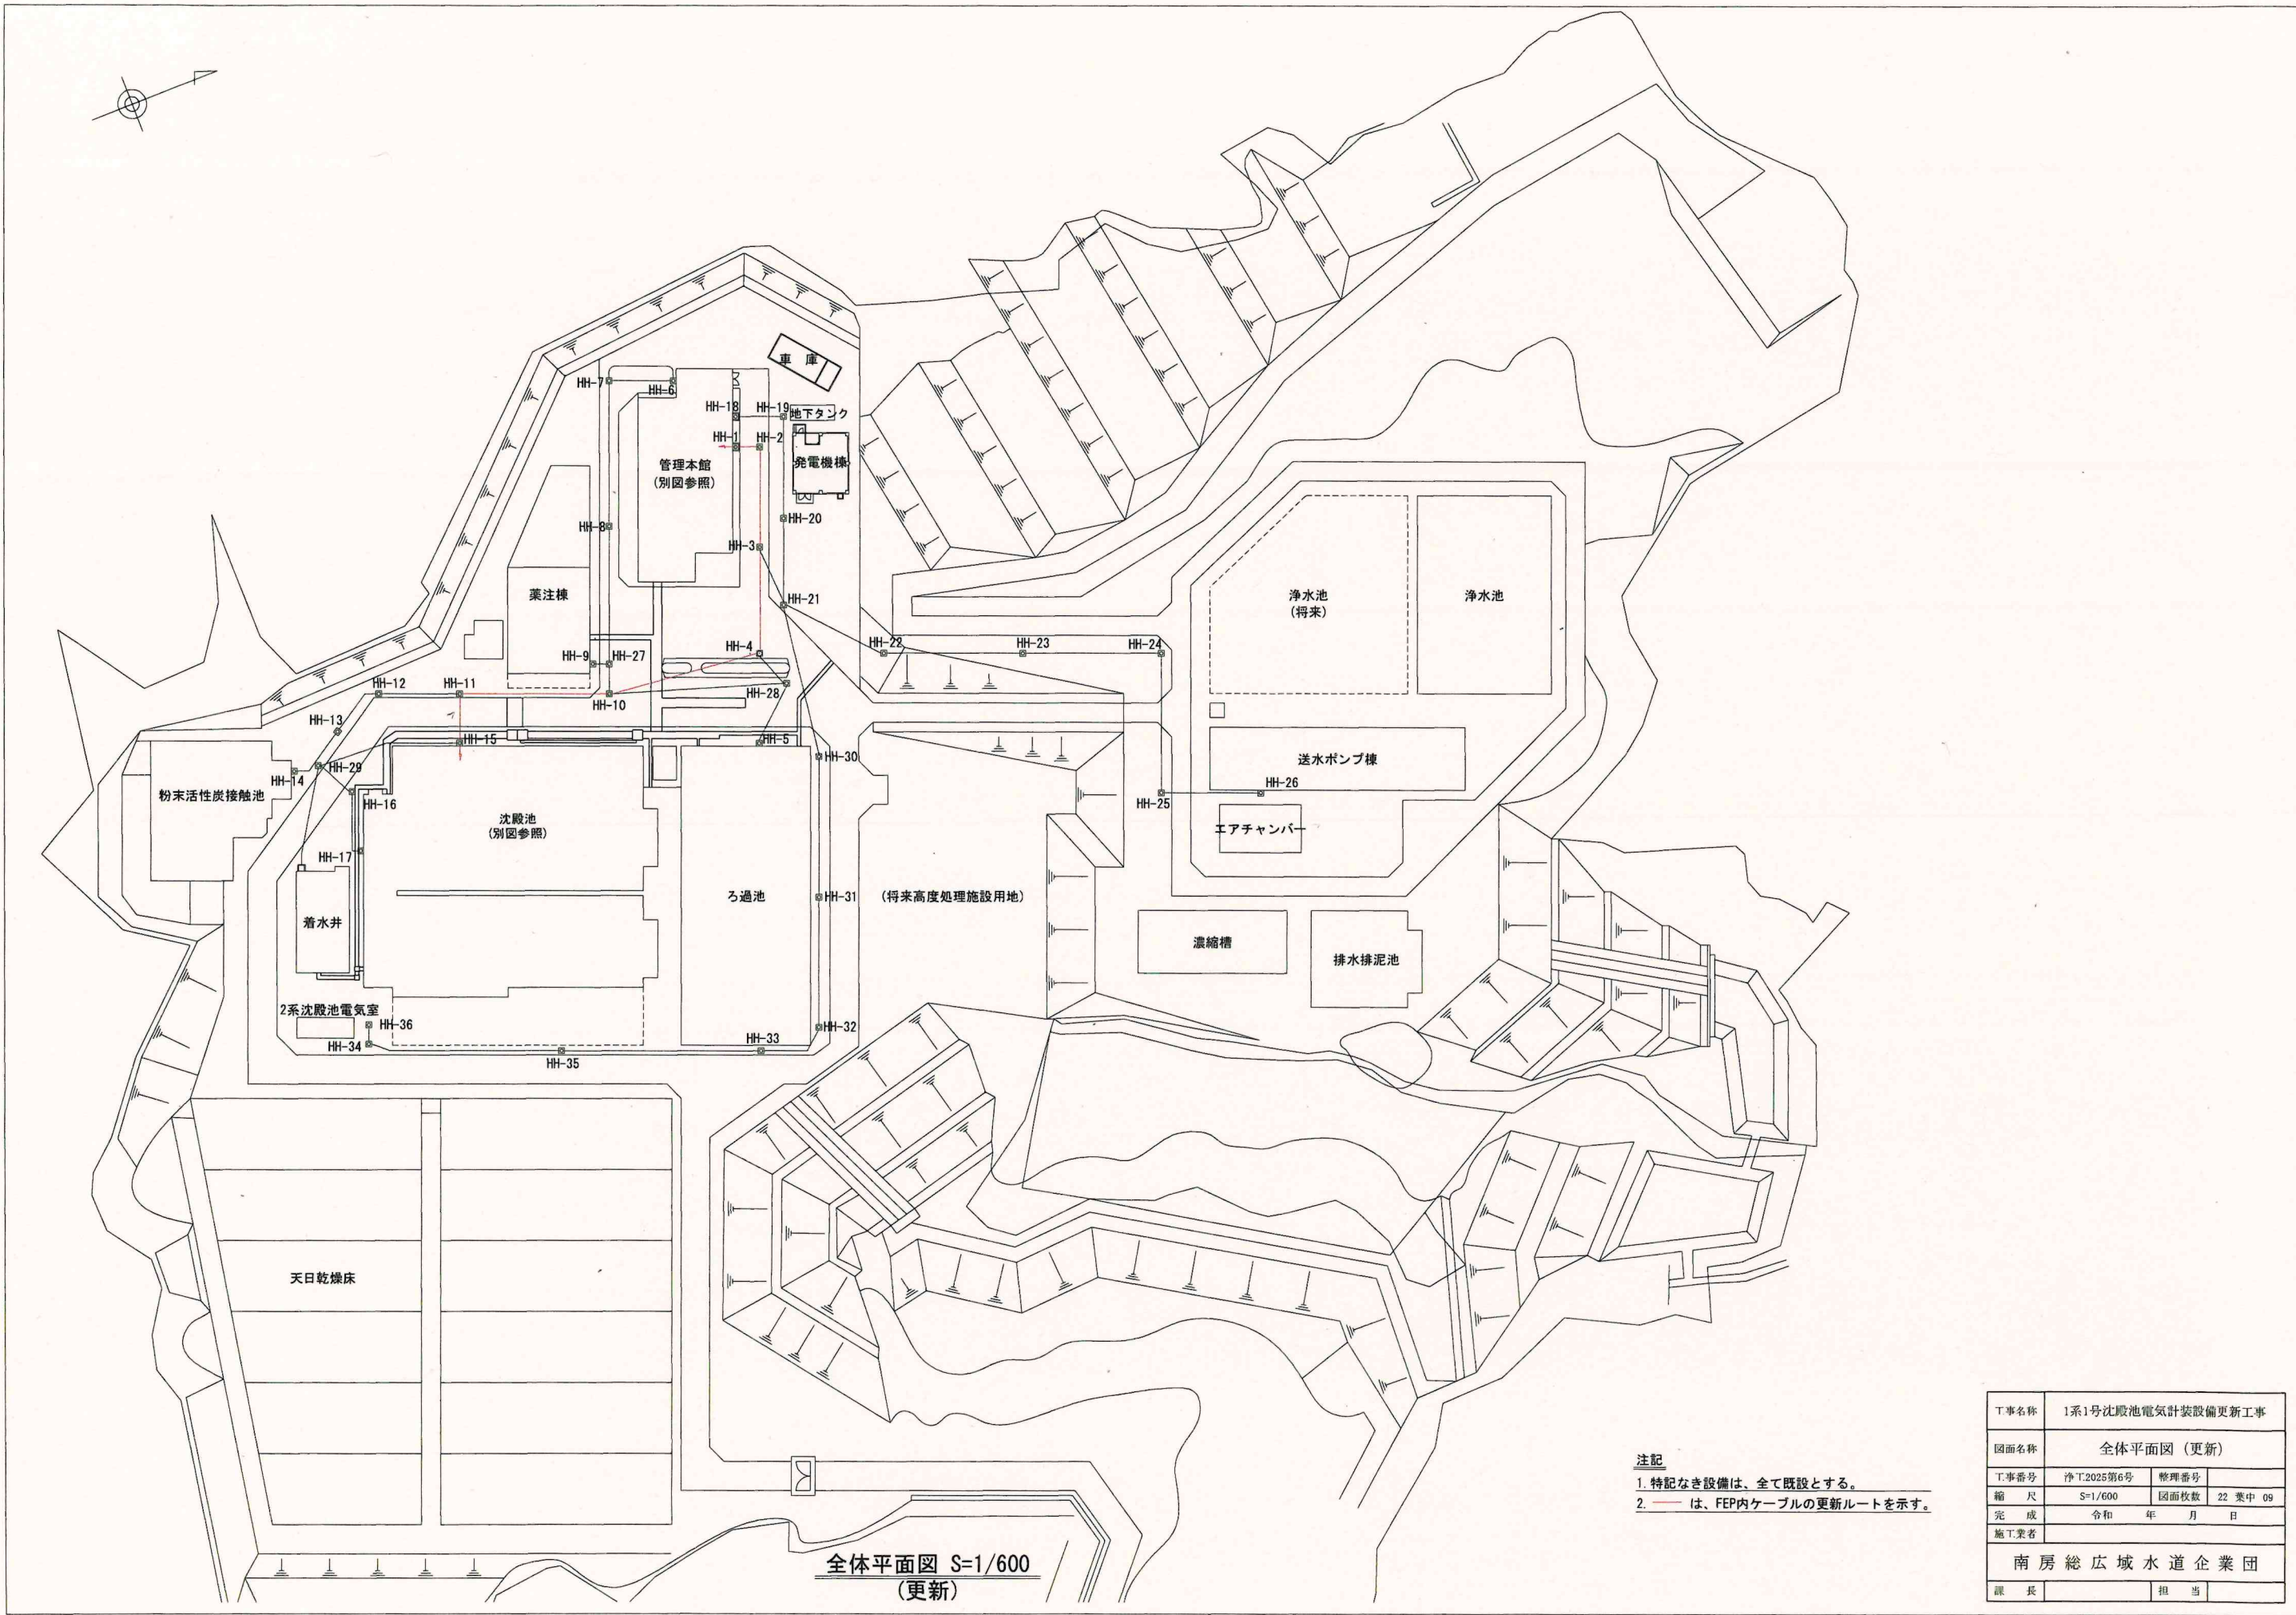 車 庫
HH-7
HH-6
HH-18
HH-19
地下タンク
HH-1
HH-2
管理本館
(別図参照)
発電機棟
HH-20
HH-8
HH-3
薬注棟
HH-21
浄水池
(将来)
浄水池
HH-4
HH-22
HH-23
HH-24
HH-9
HH-27
HH-12
HH-11
HH-28
HH-10
HH-13
HH-15
HH-5
HH-30
送水ポンプ棟
HH-29
HH-14
HH-26
粉末活性炭接触池
HH-16
HH-25
沈殿池
(別図参照)
エアチャンバー
HH-17
ろ過池
HH-31
(将来高度処理施設用地)
着水井
濃縮槽
排水排泥池
2系沈殿池電気室
HH-36
HH-32
HH-34
HH-33
HH-35
天日乾燥床
全体平面図 S=1/600
(更新)
注記
1. 特記なき設備は、全て既設とする。
2. は、FEP内ケーブルの更新ルートを示す。
工事名称 1系1号沈殿池電気計装設備更新工事
図面名称 全体平面図(更新)
工事番号 浄工2025第6号 整理番号
縮 尺 S=1/600 図面枚数 22 葉中 09
完 成 令和 年 月 日
施工業者
南房総広域水道企業団
課 長 担 当